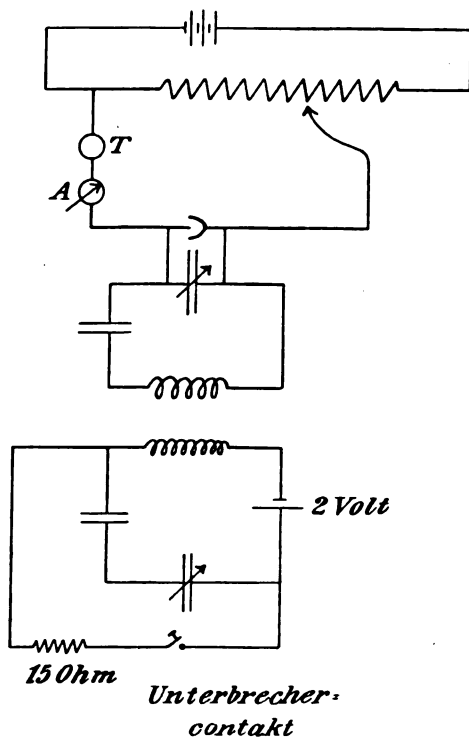 T
A
2 Volt
15 Ohm
Unterbrecher=
contakt